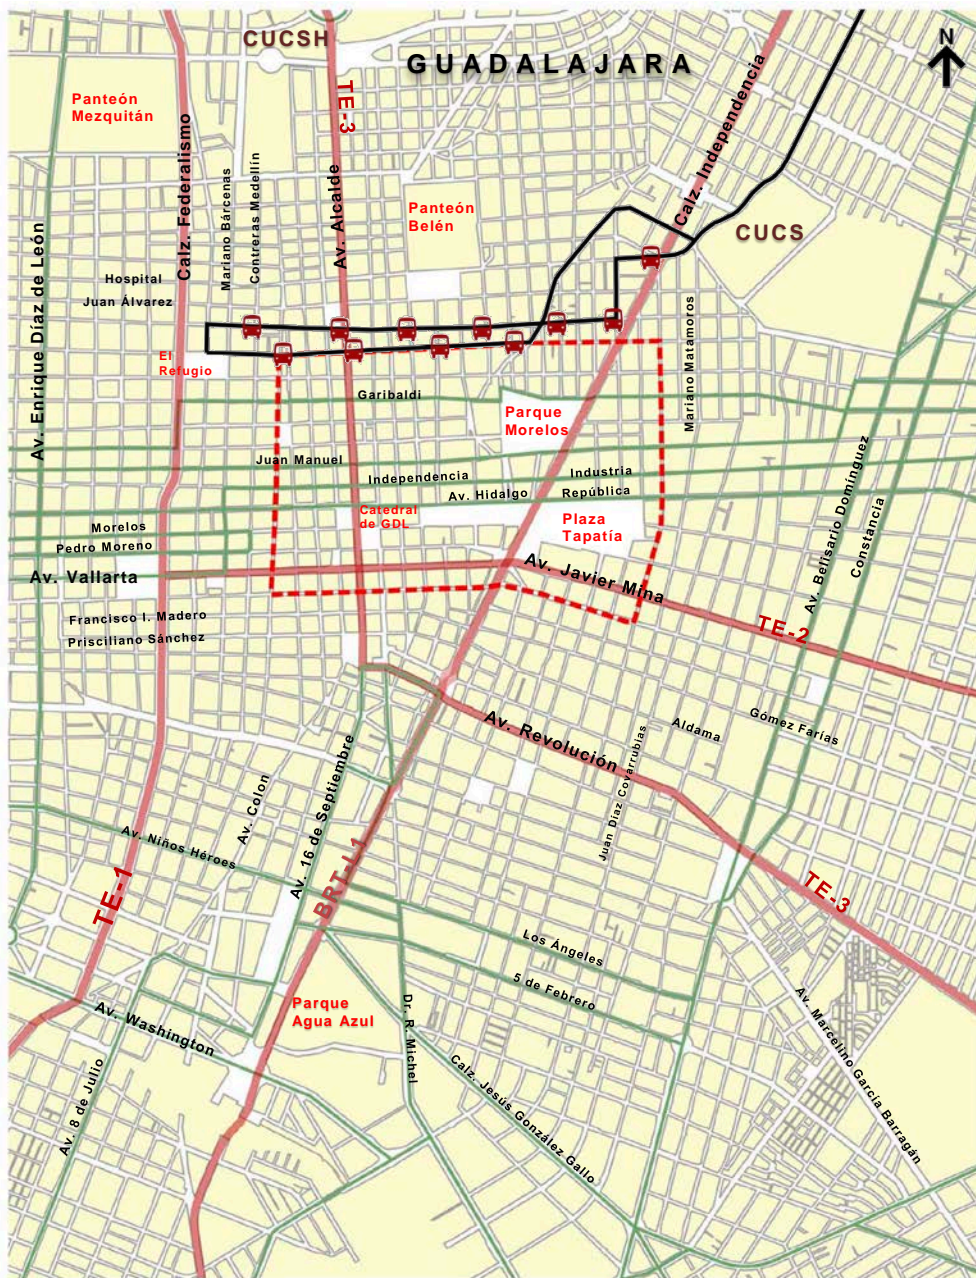 CUCSH
N
GUADALAJARA
TE-3
Panteón
Mezquitán
Calz. Independencia
Calz. Federalismo
Mariano Bárcenas
Contreras Medellín
Av. Alcalde
Panteón
Belén
CUCS
Av. Enrique Díaz de León
Hospital
Juan Álvarez
Mariano Matamoros
El
Refugio
Garibaldi
Parque
Morelos
Juan Manuel
Independencia
Industria
Av. Hidalgo
República
Catedral
de GDL
Plaza
Tapatía
Morelos
Pedro Moreno
Av. Belisario Domínguez
Constancia
Av. Vallarta
Av. Javier Mina
Francisco I. Madero
Prisciliano Sánchez
TE-2
Av. Revolución
Aldama
Gómez Farías
Juan Díaz Covarrubias
Av. Colon
Av. 16 de Septiembre
Av. Niños Héroes
BRT-L1
TE-1
TE-3
Los Ángeles
5 de Febrero
Parque
Agua Azul
Av. Washington
Dr. R. Michel
Av. Marcelino García Barragán
Calz. Jesús González Gallo
Av. 8 de Julio